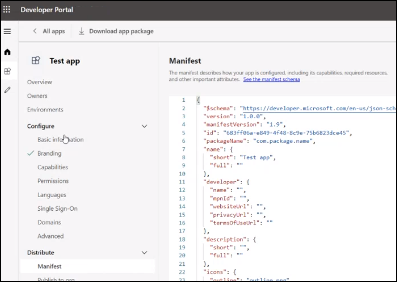 Developer Portal
All apps
Download app package
Test app
Overview
Owners
Environments
Configure
Basic information
Branding
Capabilities
Permissions
Languages
Single Sign-On
Domains
Advanced
Distribute
Manifest
Publish to org
Manifest
The manifest describes how your app is configured, including its capabilities, required resources,
and other important attributes. See the manifest schema
1 {
2 "$schema": "https://developer.microsoft.com/en-us/json-sch
3 "version": "1.0.0",
4 "manifestVersion": "1.9",
5 "id": "683ff06a-e849-4f48-8c9e-75b6823dce45",
6 "packageName": "com.package.name",
7 "name": {
8 "short": "Test app",
9 "full": ""
10 },
11 "developer": {
12 "name": "",
13 "mpnId": "",
14 "websiteUrl": "",
15 "privacyUrl": "",
16 "termsOfUseUrl": ""
17 },
18 "description": {
19 "short": "",
20 "full": ""
21 },
22 "icons": {
23 "outline": "outline.png",